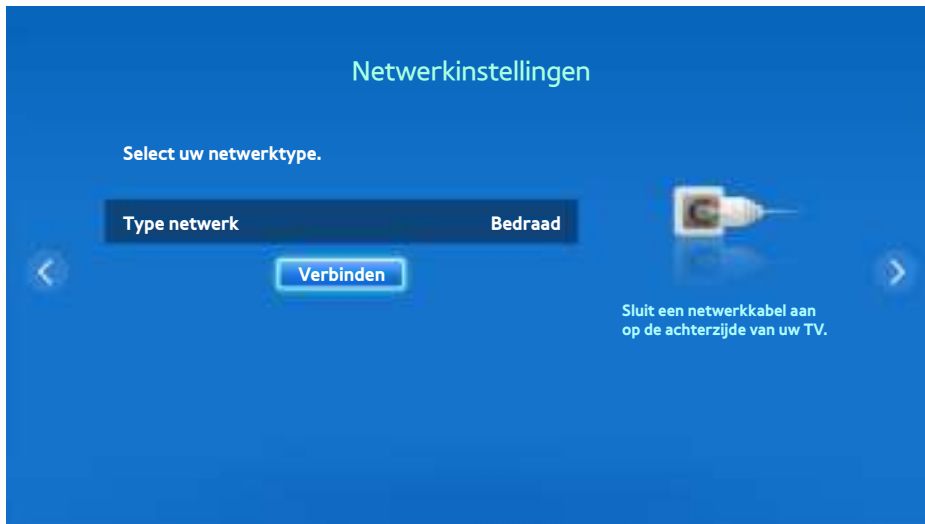 Netwerkinstellingen
Select uw netwerktype.
Type netwerk Bedraad
Verbinden
Sluit een netwerkkabel aan
op de achterzijde van uw TV.